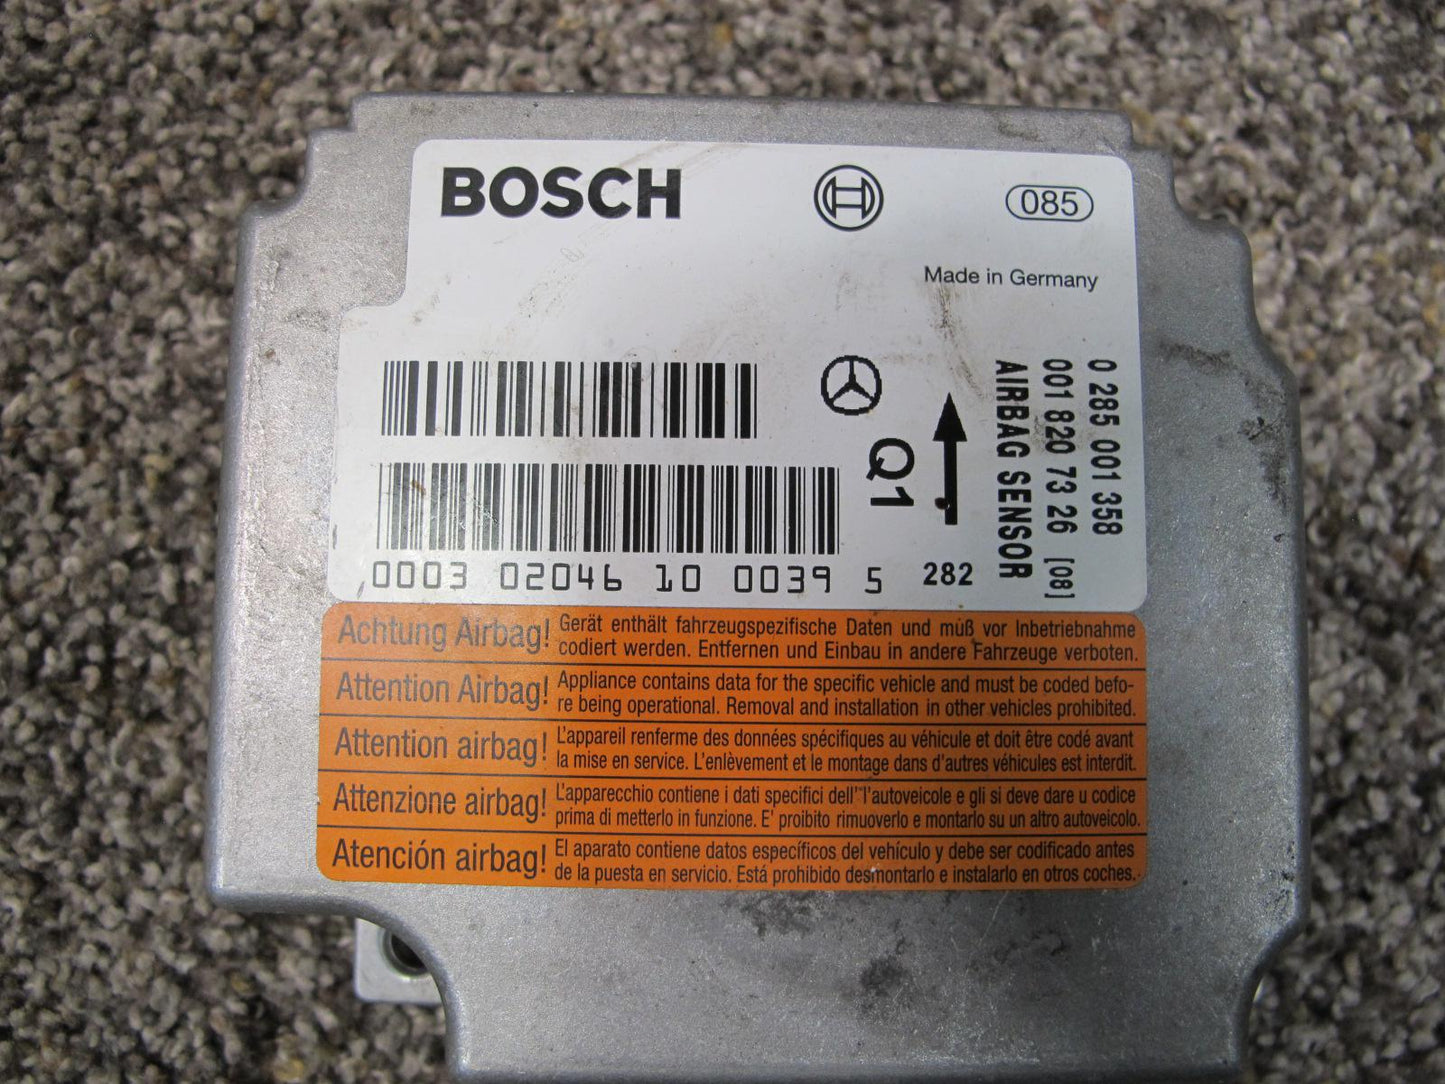 BOSCH
085
Made in Germany
0 285 001 358
001 820 73 26 [08]
AIRBAG SENSOR
Q1
0003 02046 10 0039 5
282
Achtung Airbag! Gerät enthält fahrzeugspezifische Daten und muß vor Inbetriebnahme
codiert werden. Entfernen und Einbau in andere Fahrzeuge verboten.
Attention Airbag! Appliance contains data for the specific vehicle and must be coded befo-
re being operational. Removal and installation in other vehicles prohibited.
Attention airbag! L'appareil renferme des données spécifiques au véhicule et doit être codé avant
la mise en service. L'enlèvement et le montage dans d'autres véhicules est interdit.
Attenzione airbag! L'apparecchio contiene i dati specifici dell' l'autoveicole e gli si deve dare u codice
prima di metterlo in funzione. E' proibito rimuoverlo e montarlo su un altro autoveicolo.
Atención airbag! El aparato contiene datos específicos del vehículo y debe ser codificado antes
de la puesta en servicio. Está prohibido desmontarlo e instalarlo en otros coches.